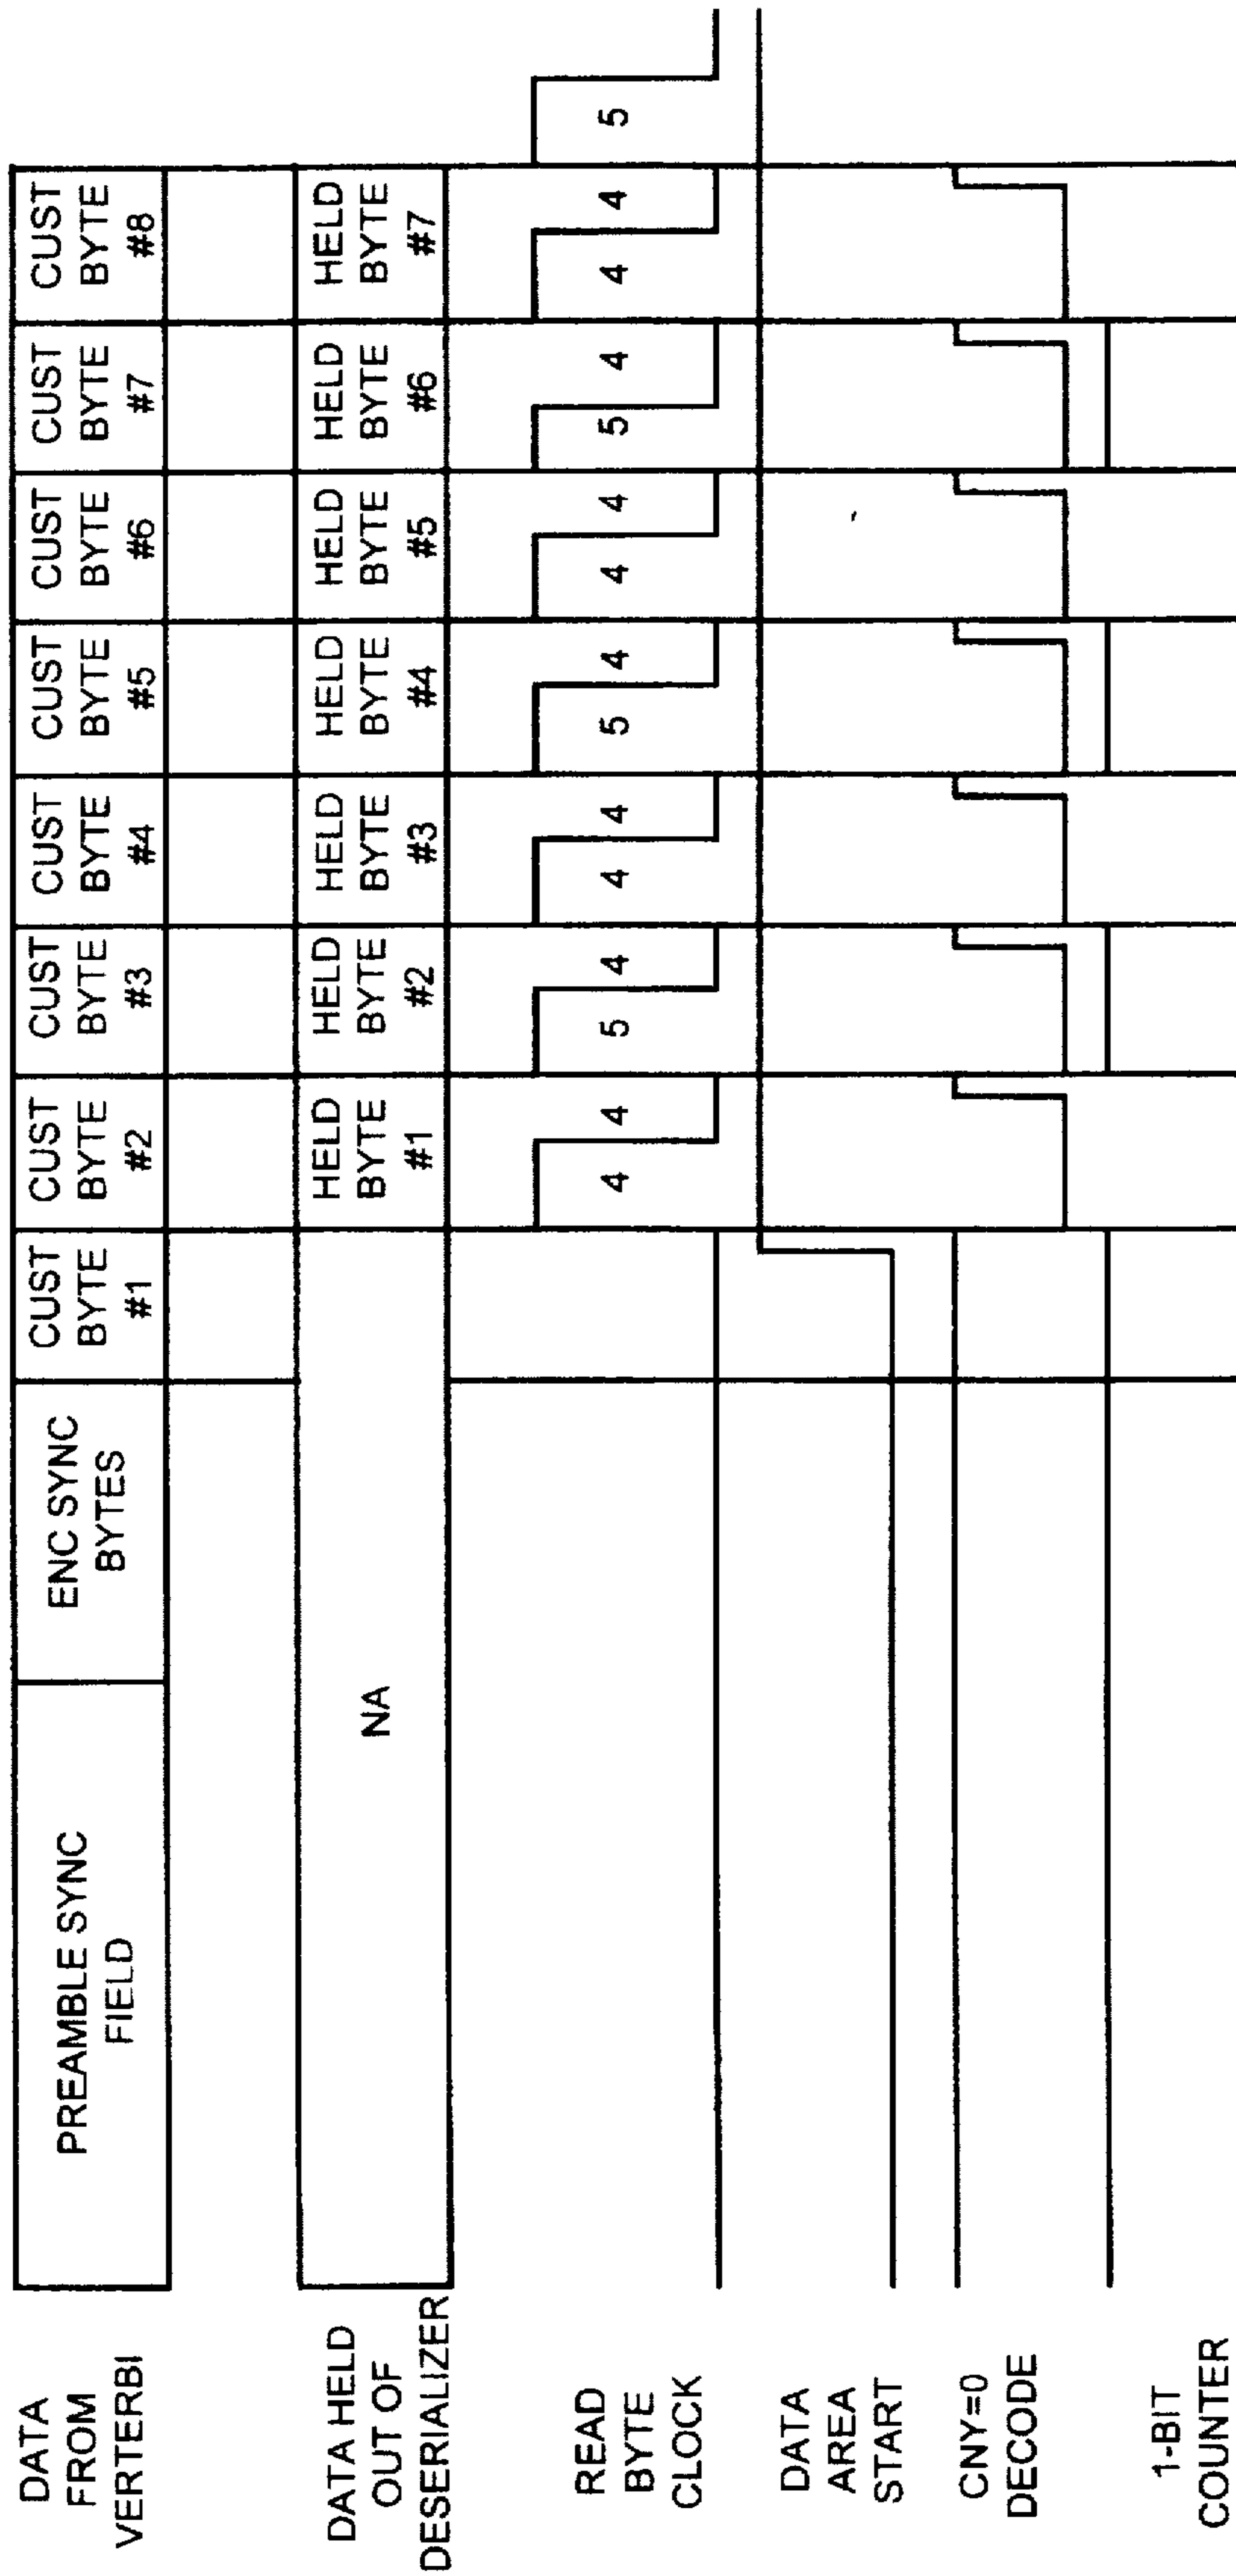 DATA
FROM
VERTERBI
PREAMBLE SYNC
FIELD
ENC SYNC
BYTES
CUST
BYTE
#1
CUST
BYTE
#2
CUST
BYTE
#3
CUST
BYTE
#4
CUST
BYTE
#5
CUST
BYTE
#6
CUST
BYTE
#7
CUST
BYTE
#8
DATA HELD
OUT OF
DESERIALIZER
NA
HELD
BYTE
#1
HELD
BYTE
#2
HELD
BYTE
#3
HELD
BYTE
#4
HELD
BYTE
#5
HELD
BYTE
#6
HELD
BYTE
#7
READ
BYTE
CLOCK
4 4 5 4 4 4 5 4 4 4 5 4 4 4 5
DATA
AREA
START
CNY=0
DECODE
1-BIT
COUNTER